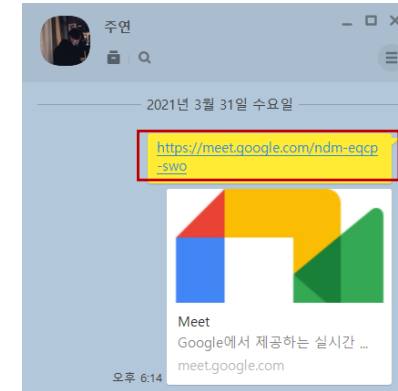 주연
2021년 3월 31일 수요일
https://meet.google.com/ndm-eqcp
-swo
Meet
Google에서 제공하는 실시간 ...
meet.google.com
오후 6:14